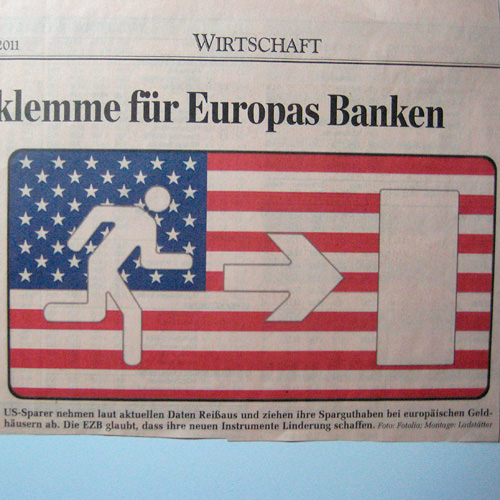 2011 WIRTSCHAFT
klemme für Europas Banken
US-Sparer nehmen laut aktuellen Daten Reißaus und ziehen ihre Sparguthaben bei europäischen Geld-
häusern ab. Die EZB glaubt, dass ihre neuen Instrumente Linderung schaffen. Foto: Fotolia; Montage: Ladstätter